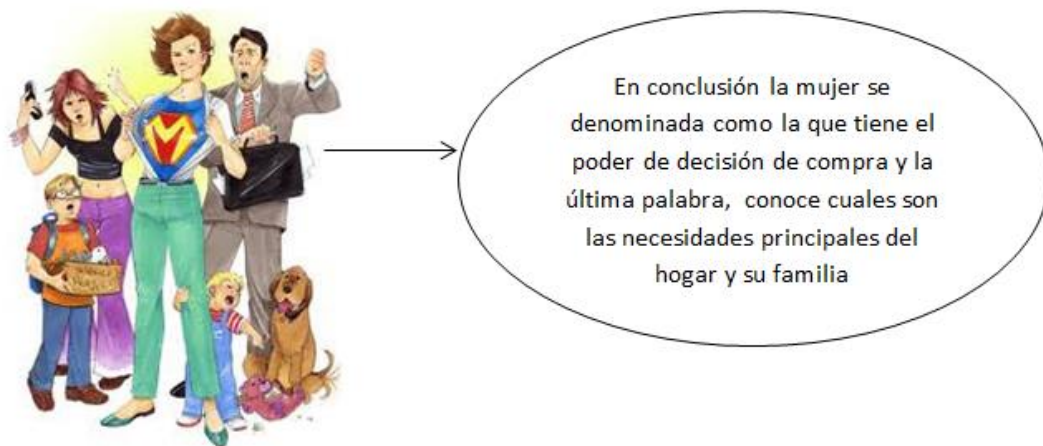 En conclusión la mujer se
denominada como la que tiene el
poder de decisión de compra y la
última palabra, conoce cuales son
las necesidades principales del
hogar y su familia
M